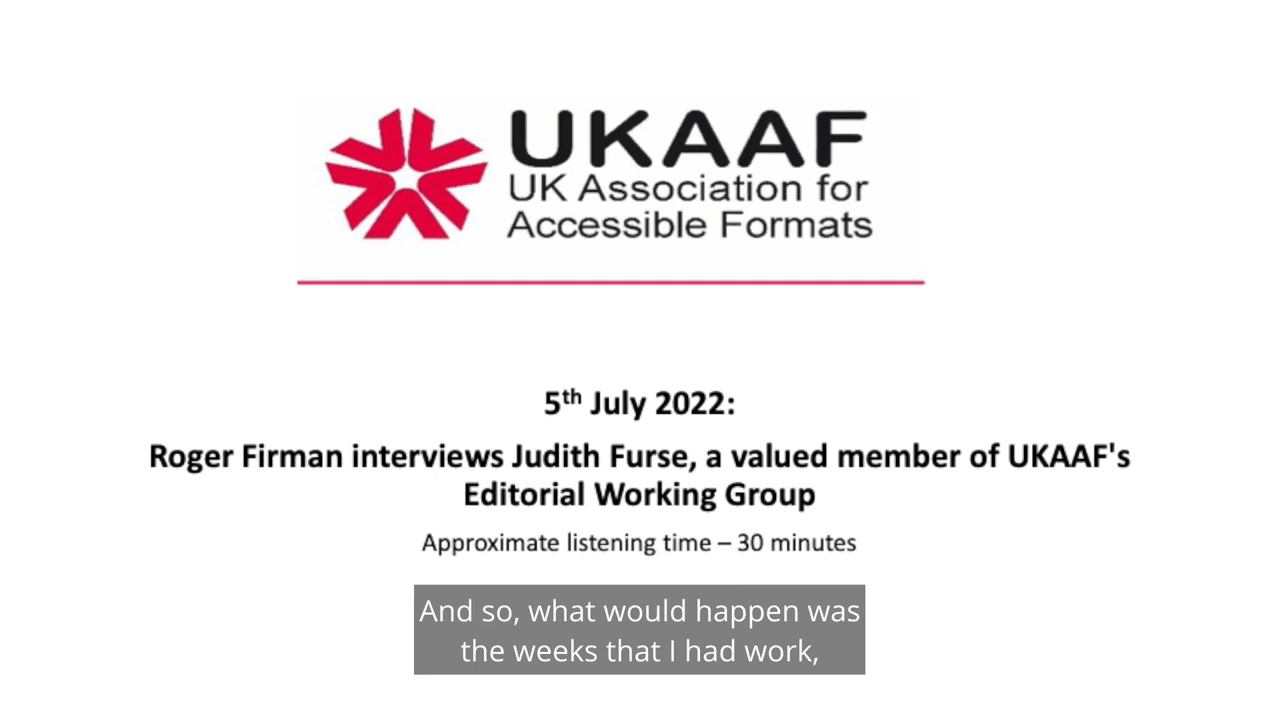 UKAAF
UK Association for
Accessible Formats
5th July 2022:
Roger Firman interviews Judith Furse, a valued member of UKAAF's
Editorial Working Group
Approximate listening time – 30 minutes
And so, what would happen was
the weeks that I had work,